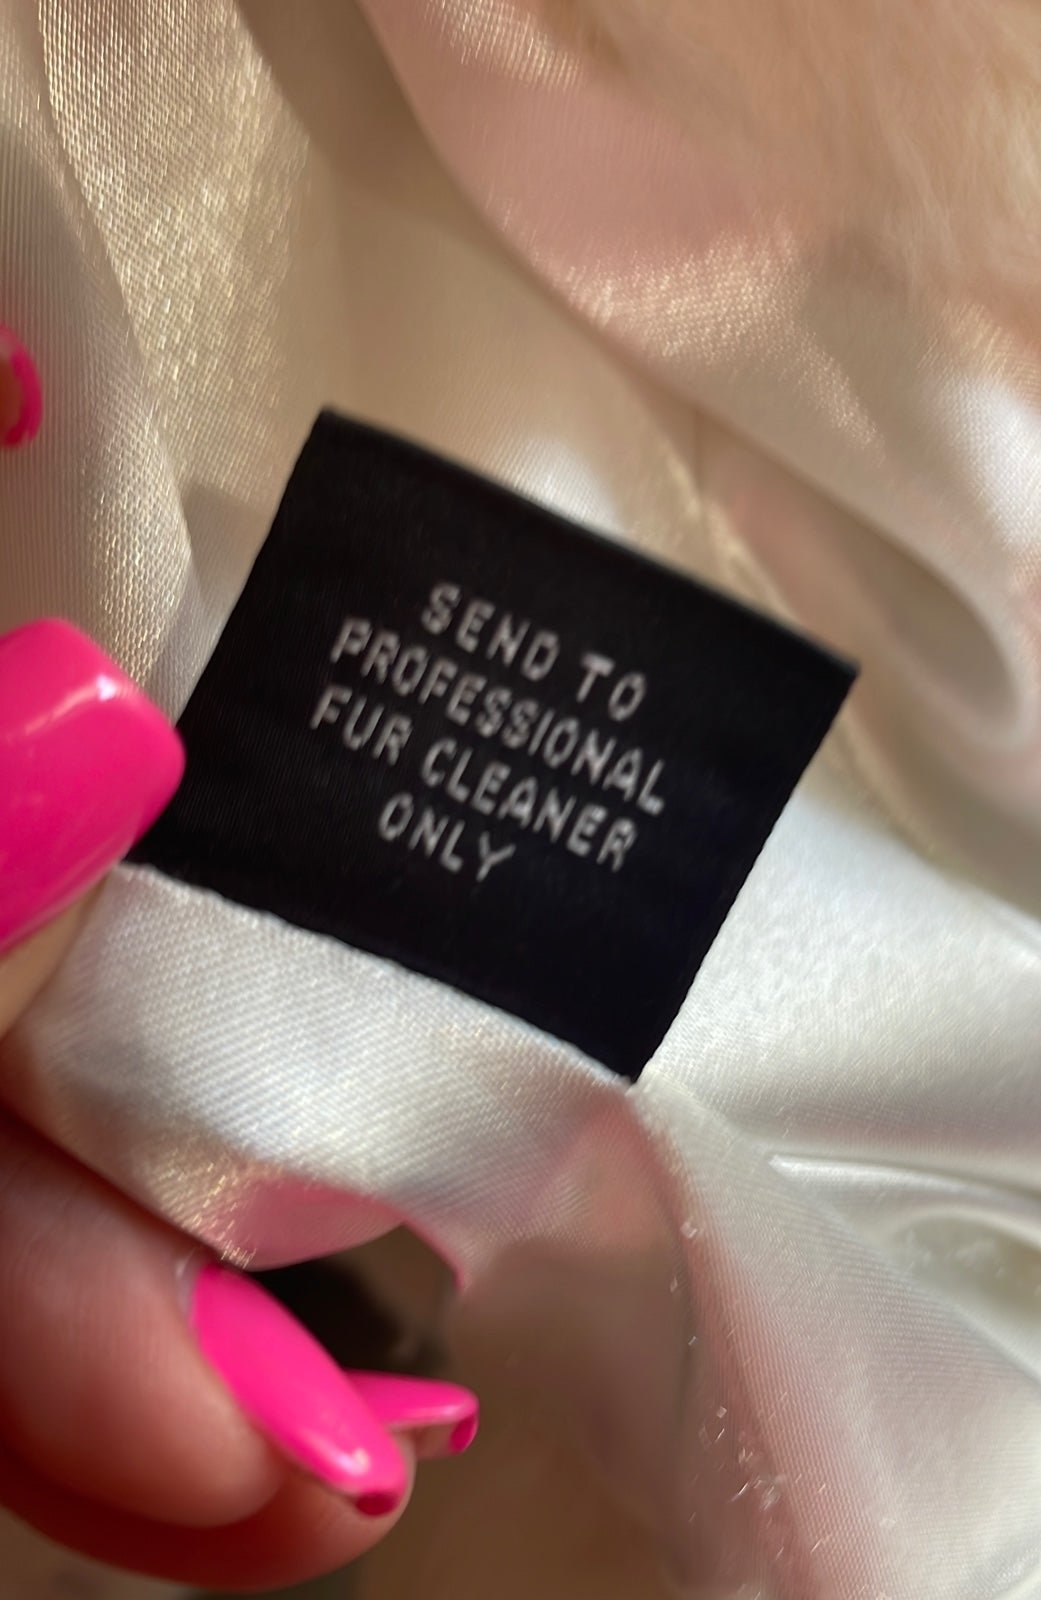 SEND TO
PROFESSIONAL
FUR CLEANER
ONLY